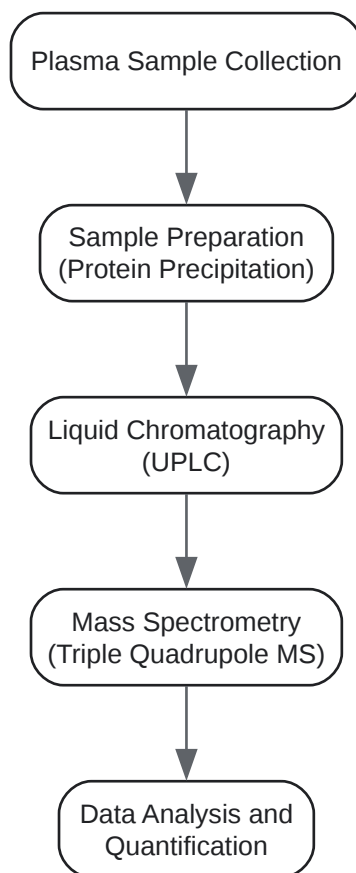 Plasma Sample Collection
Sample Preparation
(Protein Precipitation)
Liquid Chromatography
(UPLC)
Mass Spectrometry
(Triple Quadrupole MS)
Data Analysis and
Quantification